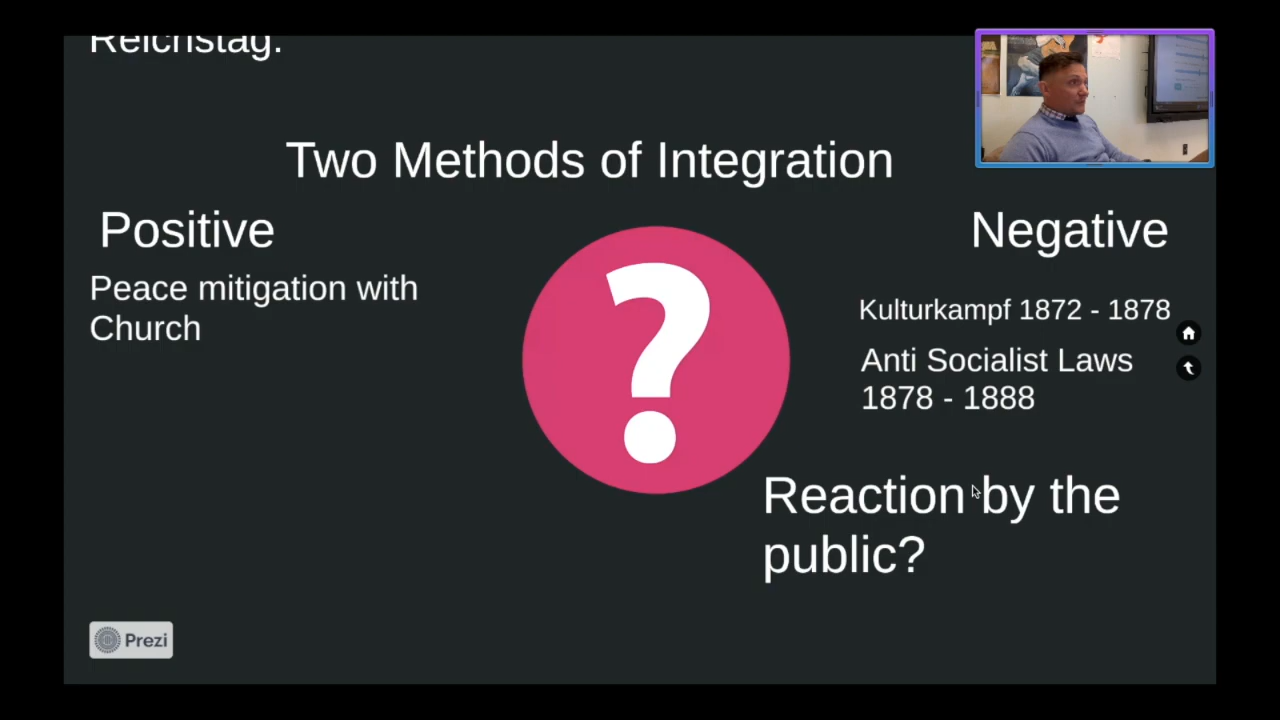 Reichstag.
Two Methods of Integration
Positive
Negative
Peace mitigation with
Church
Kulturkampf 1872 - 1878
Anti Socialist Laws
1878 - 1888
?
Reaction by the
public?
Prezi